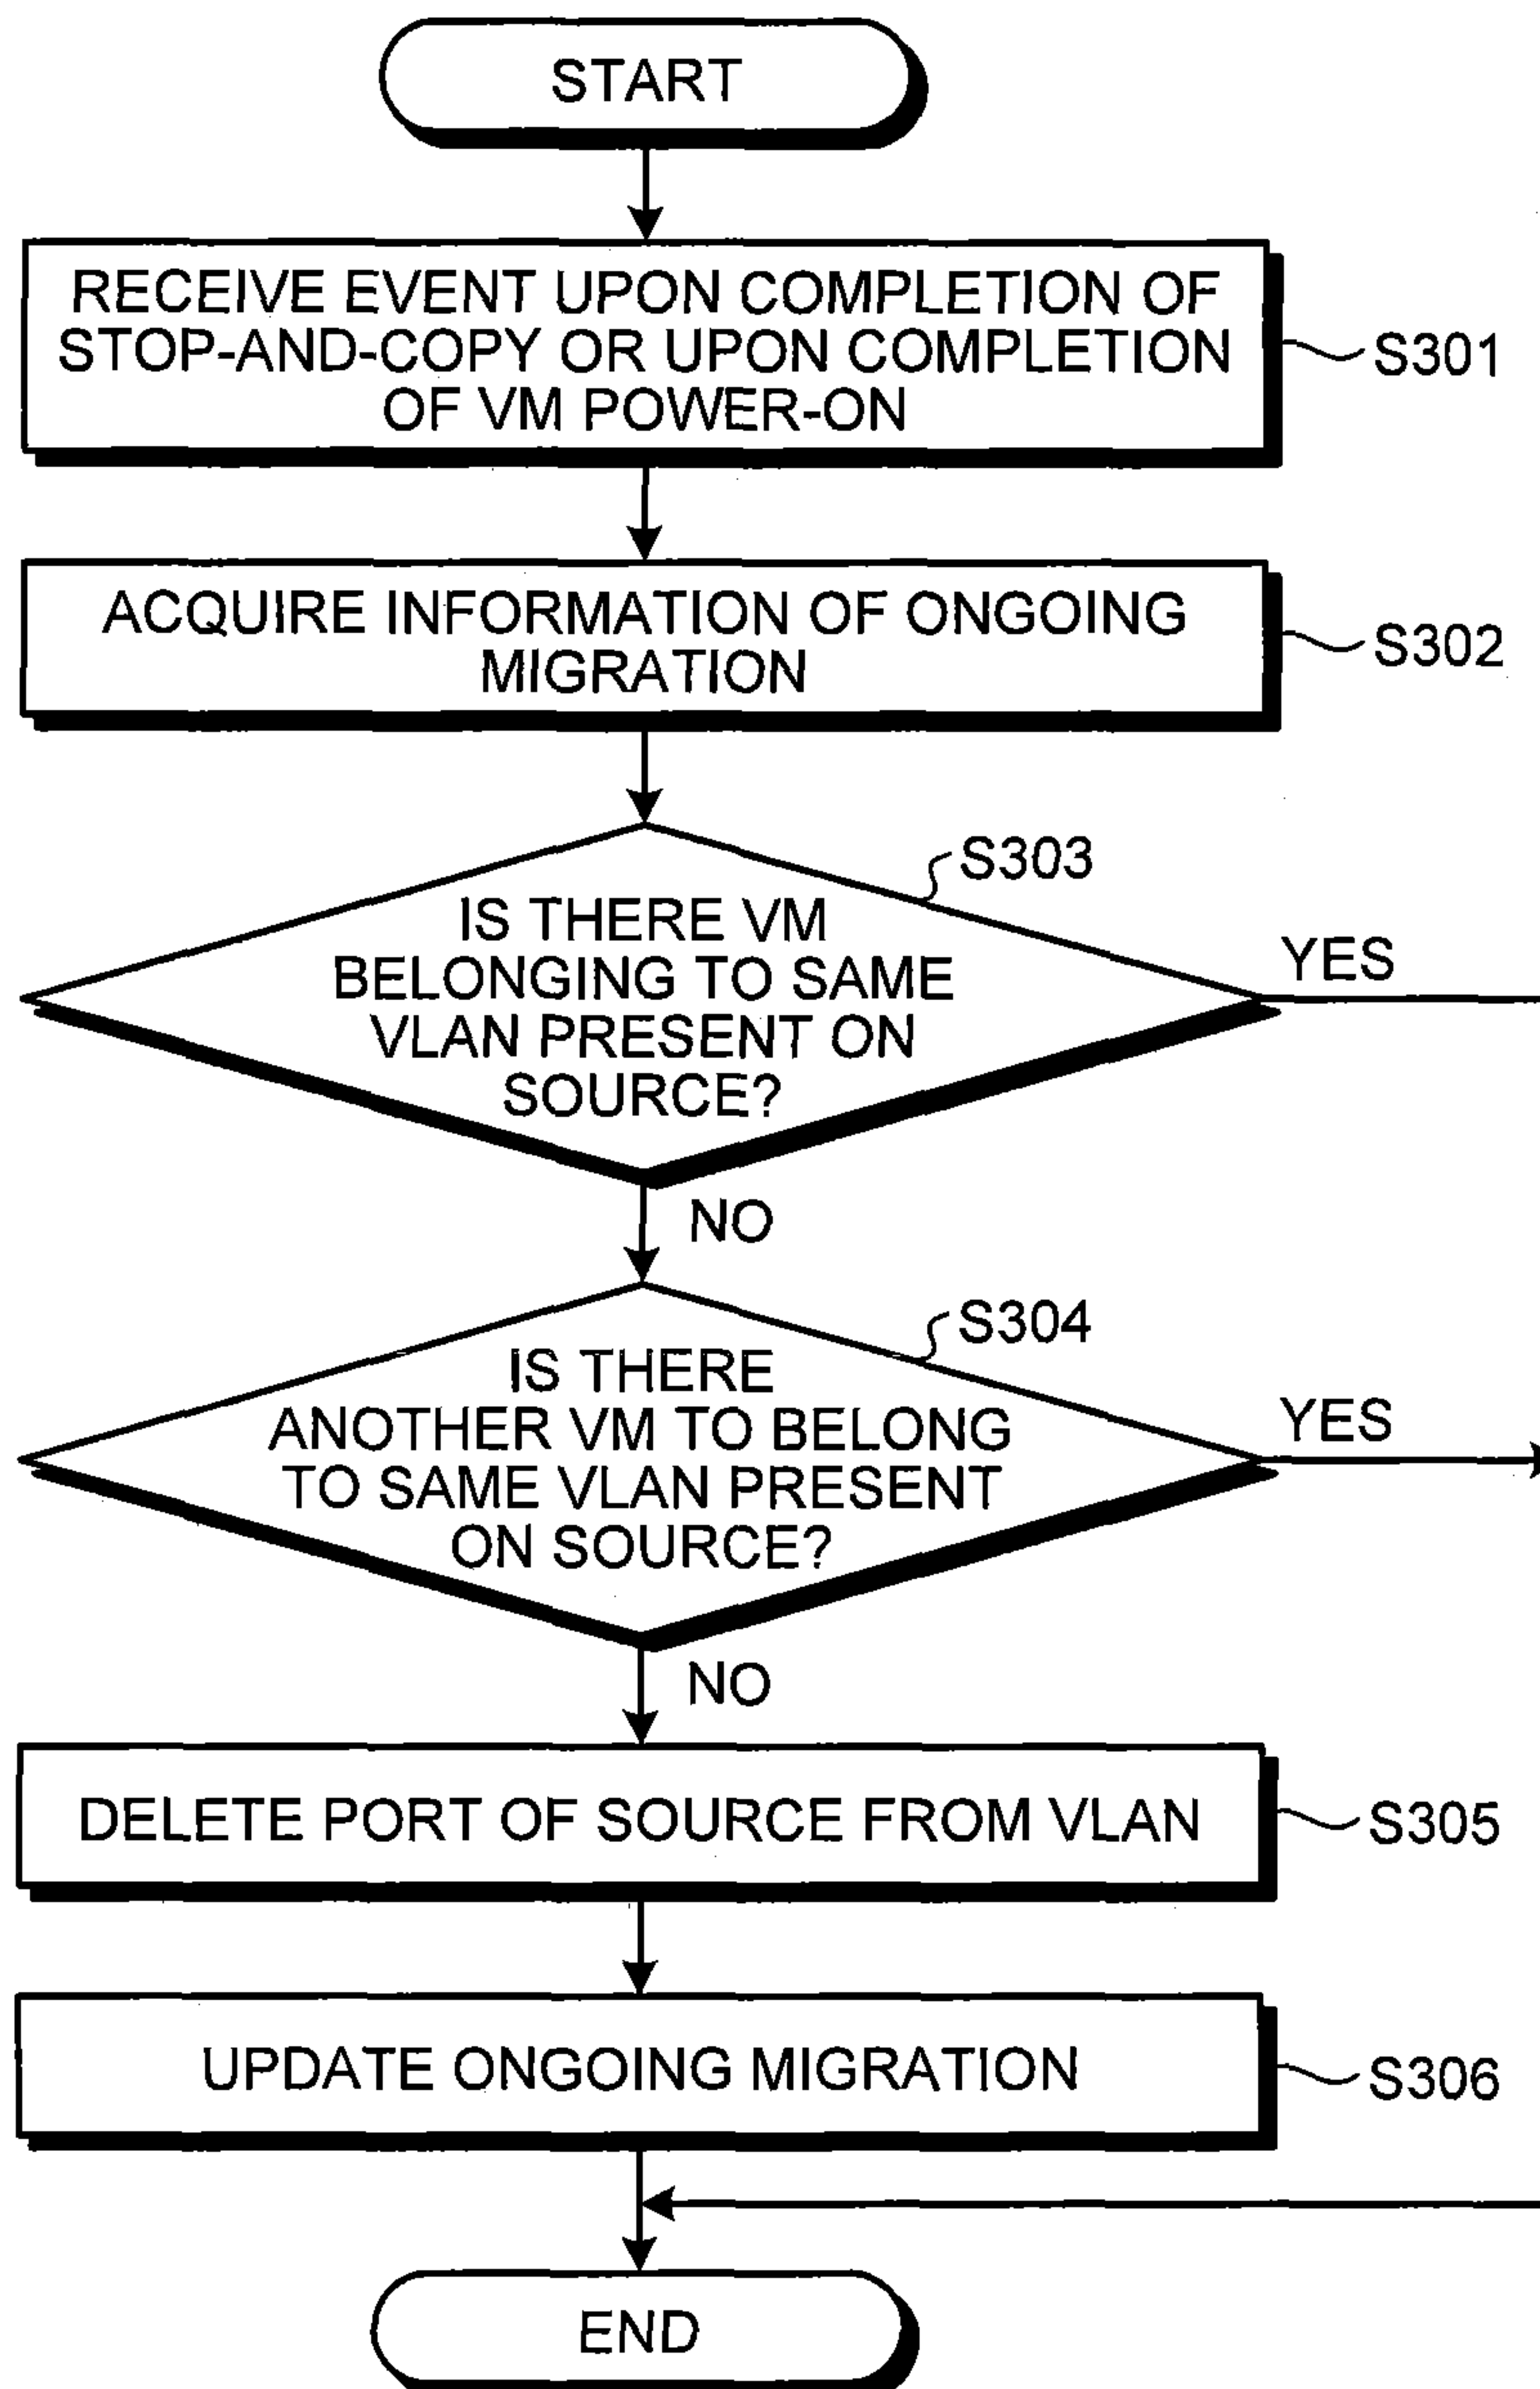 START
RECEIVE EVENT UPON COMPLETION OF
STOP-AND-COPY OR UPON COMPLETION
OF VM POWER-ON
S301
ACQUIRE INFORMATION OF ONGOING
MIGRATION
S302
S303
IS THERE VM
BELONGING TO SAME
VLAN PRESENT ON
SOURCE?
YES
NO
S304
IS THERE
ANOTHER VM TO BELONG
TO SAME VLAN PRESENT
ON SOURCE?
YES
NO
DELETE PORT OF SOURCE FROM VLAN
S305
UPDATE ONGOING MIGRATION
S306
END